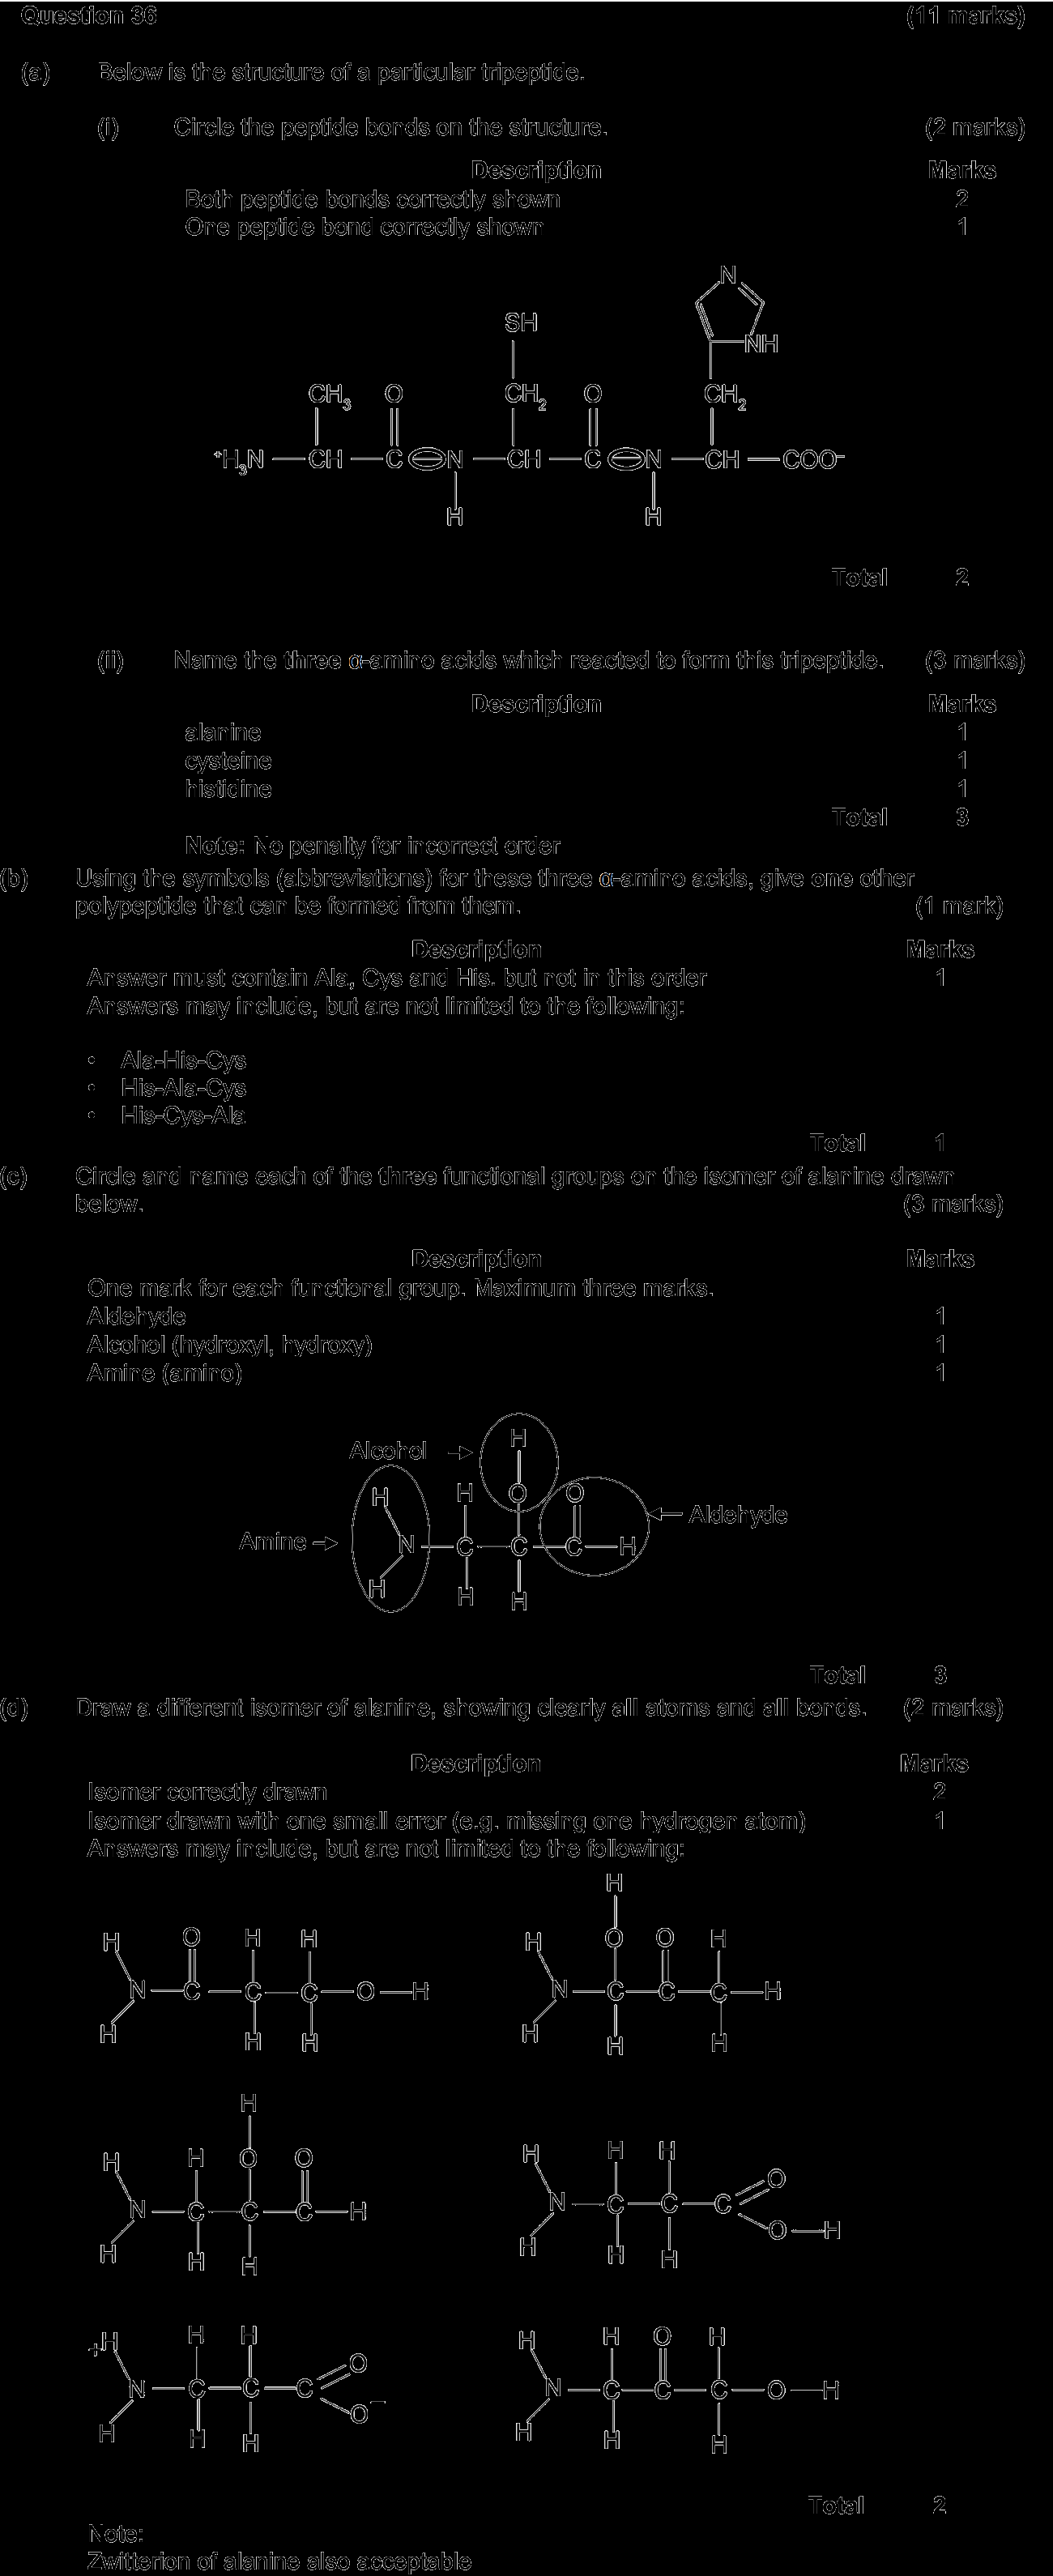 Question 36 (11 marks)
(a) Below is the structure of a particular tripeptide.
(i) Circle the peptide bonds on the structure. (2 marks)
Description Marks
Both peptide bonds correctly shown 2
One peptide bond correctly shown 1
N
SH
NH
CH3 O CH2 O CH2
+H3N CH C N CH C N CH COO–
H H
Total 2
(ii) Name the three α-amino acids which reacted to form this tripeptide. (3 marks)
Description Marks
alanine 1
cysteine 1
histidine 1
Total 3
Note: No penalty for incorrect order
(b) Using the symbols (abbreviations) for these three α-amino acids, give one other
polypeptide that can be formed from them. (1 mark)
Description Marks
Answer must contain Ala, Cys and His. but not in this order 1
Answers may include, but are not limited to the following:
• Ala-His-Cys
• His-Ala-Cys
• His-Cys-Ala
Total 1
(c) Circle and name each of the three functional groups on the isomer of alanine drawn
below. (3 marks)
Description Marks
One mark for each functional group. Maximum three marks.
Aldehyde 1
Alcohol (hydroxyl, hydroxy) 1
Amine (amino) 1
H
Alcohol →
H H O O
← Aldehyde
Amine → N C C C H
H H H
Total 3
(d) Draw a different isomer of alanine, showing clearly all atoms and all bonds. (2 marks)
Description Marks
Isomer correctly drawn 2
Isomer drawn with one small error (e.g. missing one hydrogen atom) 1
Answers may include, but are not limited to the following:
H
H O H H H O O H
N C C C O H N C C C H
H H H H H H
H
H H O O H H H O
N C C C H N C C C
O H
H H H H H H
+H H H O H H O H
N C C C N C C C O H
O–
H H H H H H
Total 2
Note:
Zwitterion of alanine also acceptable